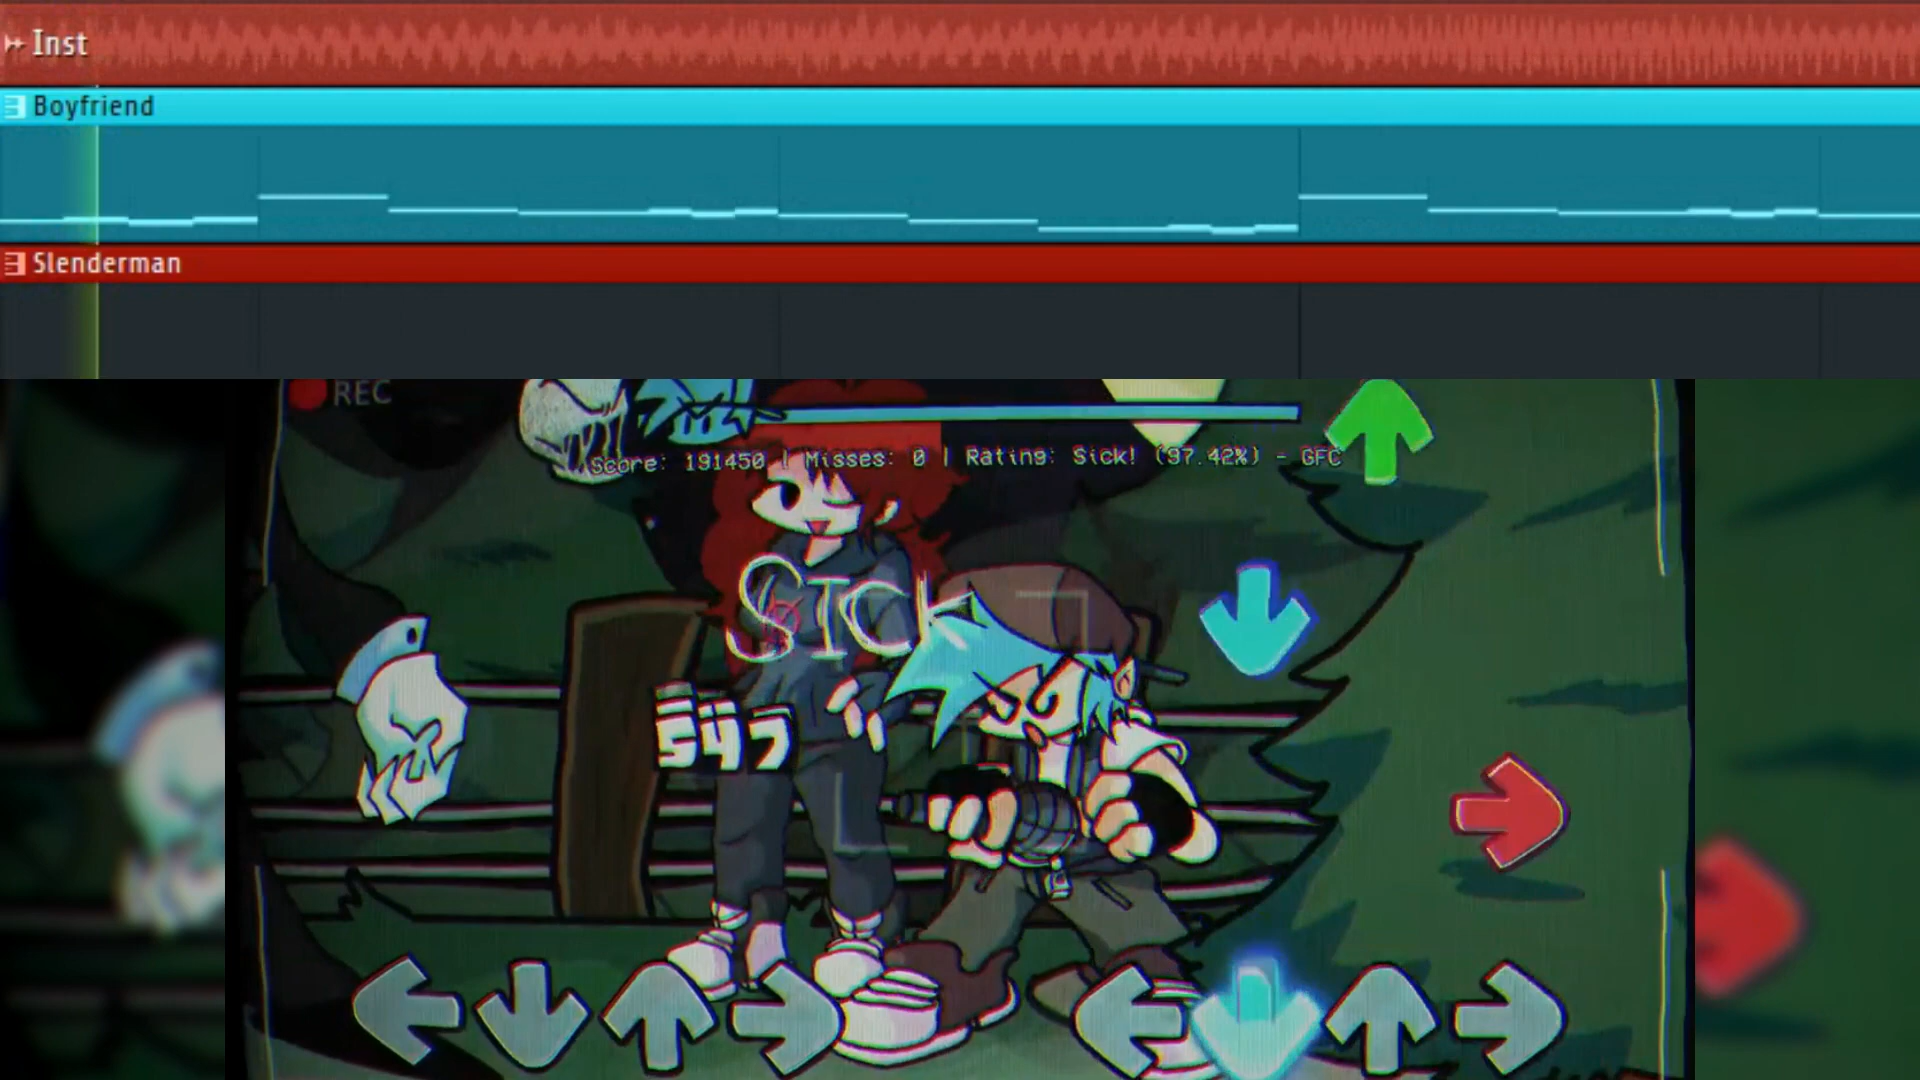 Inst
Boyfriend
Slenderman
REC
Score: 191450 | Misses: 0 | Rating: Sick! (97.42%) - GFC
SICK
547